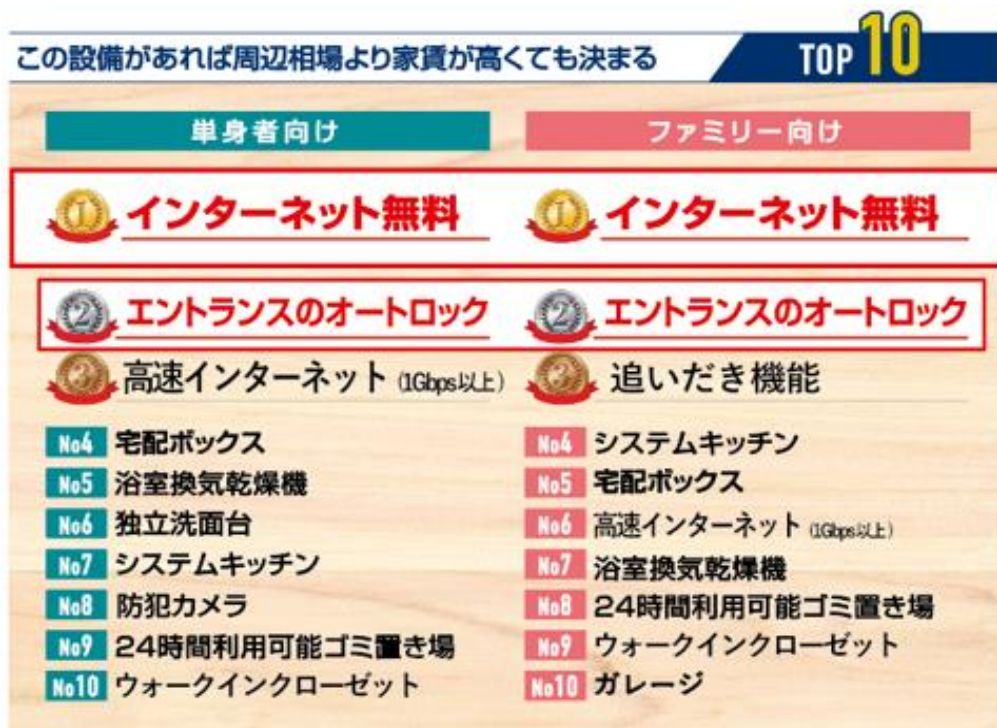 この設備があれば周辺相場より家賃が高くても決まる TOP10
単身者向け
1 インターネット無料
2 エントランスのオートロック
3 高速インターネット(1Gbps以上)
No4 宅配ボックス
No5 浴室換気乾燥機
No6 独立洗面台
No7 システムキッチン
No8 防犯カメラ
No9 24時間利用可能ゴミ置き場
No10 ウォークインクローゼット
ファミリー向け
1 インターネット無料
2 エントランスのオートロック
3 追いだき機能
No4 システムキッチン
No5 宅配ボックス
No6 高速インターネット(1Gbps以上)
No7 浴室換気乾燥機
No8 24時間利用可能ゴミ置き場
No9 ウォークインクローゼット
No10 ガレージ